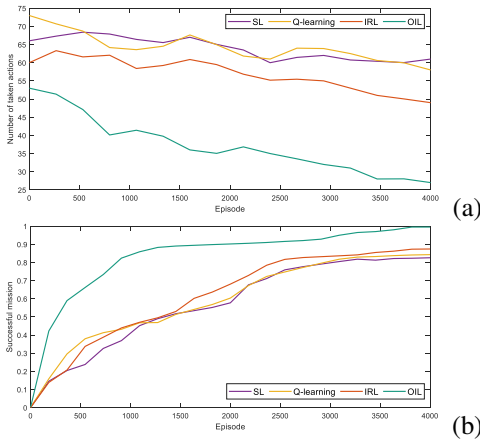 75
70
65
60
55
50
45
40
35
30
25
Number of taken actions
SL Q-learning IRL OIL
0 500 1000 1500 2000 2500 3000 3500 4000
Episode
(a)
1
0.9
0.8
0.7
0.6
0.5
0.4
0.3
0.2
0.1
0
Successful mission
SL Q-learning IRL OIL
0 500 1000 1500 2000 2500 3000 3500 4000
Episode
(b)